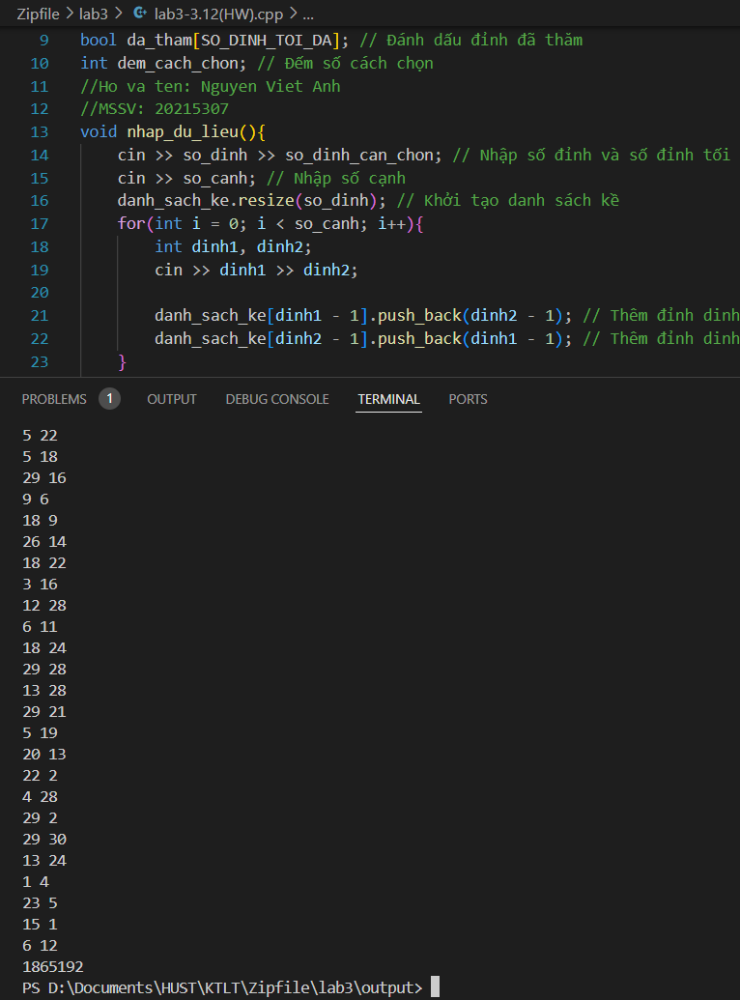 Zipfile > lab3 > lab3-3.12(HW).cpp > ...
9 bool da_tham[SO_DINH_TOI_DA]; // Đánh dấu đỉnh đã thăm
10 int dem_cach_chon; // Đếm số cách chọn
11 //Ho va ten: Nguyen Viet Anh
12 //MSSV: 20215307
13 void nhap_du_lieu(){
14 cin >> so_dinh >> so_dinh_can_chon; // Nhập số đỉnh và số đỉnh tối
15 cin >> so_canh; // Nhập số cạnh
16 danh_sach_ke.resize(so_dinh); // Khởi tạo danh sách kề
17 for(int i = 0; i < so_canh; i++){
18 int dinh1, dinh2;
19 cin >> dinh1 >> dinh2;
20
21 danh_sach_ke[dinh1 - 1].push_back(dinh2 - 1); // Thêm đỉnh dinh
22 danh_sach_ke[dinh2 - 1].push_back(dinh1 - 1); // Thêm đỉnh dinh
23 }
PROBLEMS 1 OUTPUT DEBUG CONSOLE TERMINAL PORTS
5 22
5 18
29 16
9 6
18 9
26 14
18 22
3 16
12 28
6 11
18 24
29 28
13 28
29 21
5 19
20 13
22 2
4 28
29 2
29 30
13 24
1 4
23 5
15 1
6 12
1865192
PS D:\Documents\HUST\KTLT\Zipfile\lab3\output>